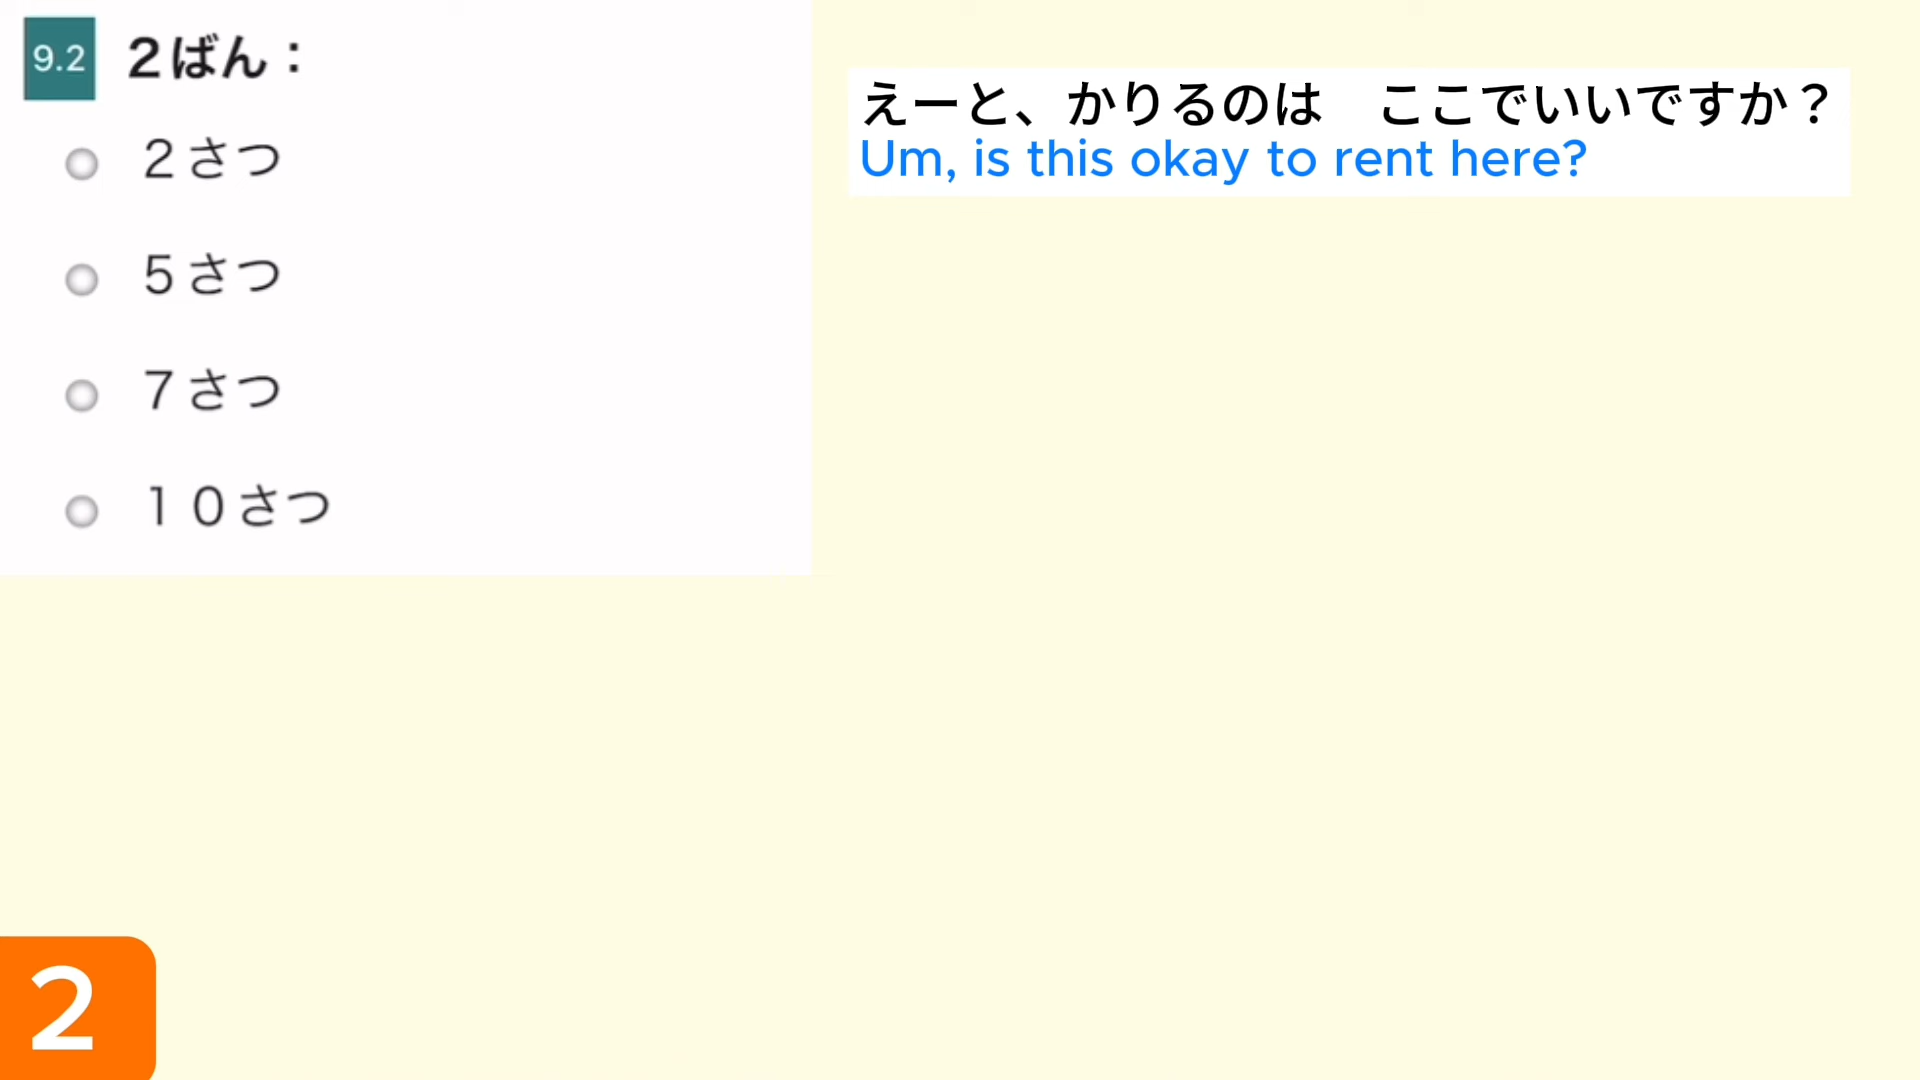 9.2 2ばん：
２さつ
５さつ
７さつ
１０さつ
えーと、かりるのは　ここでいいですか？
Um, is this okay to rent here?
2